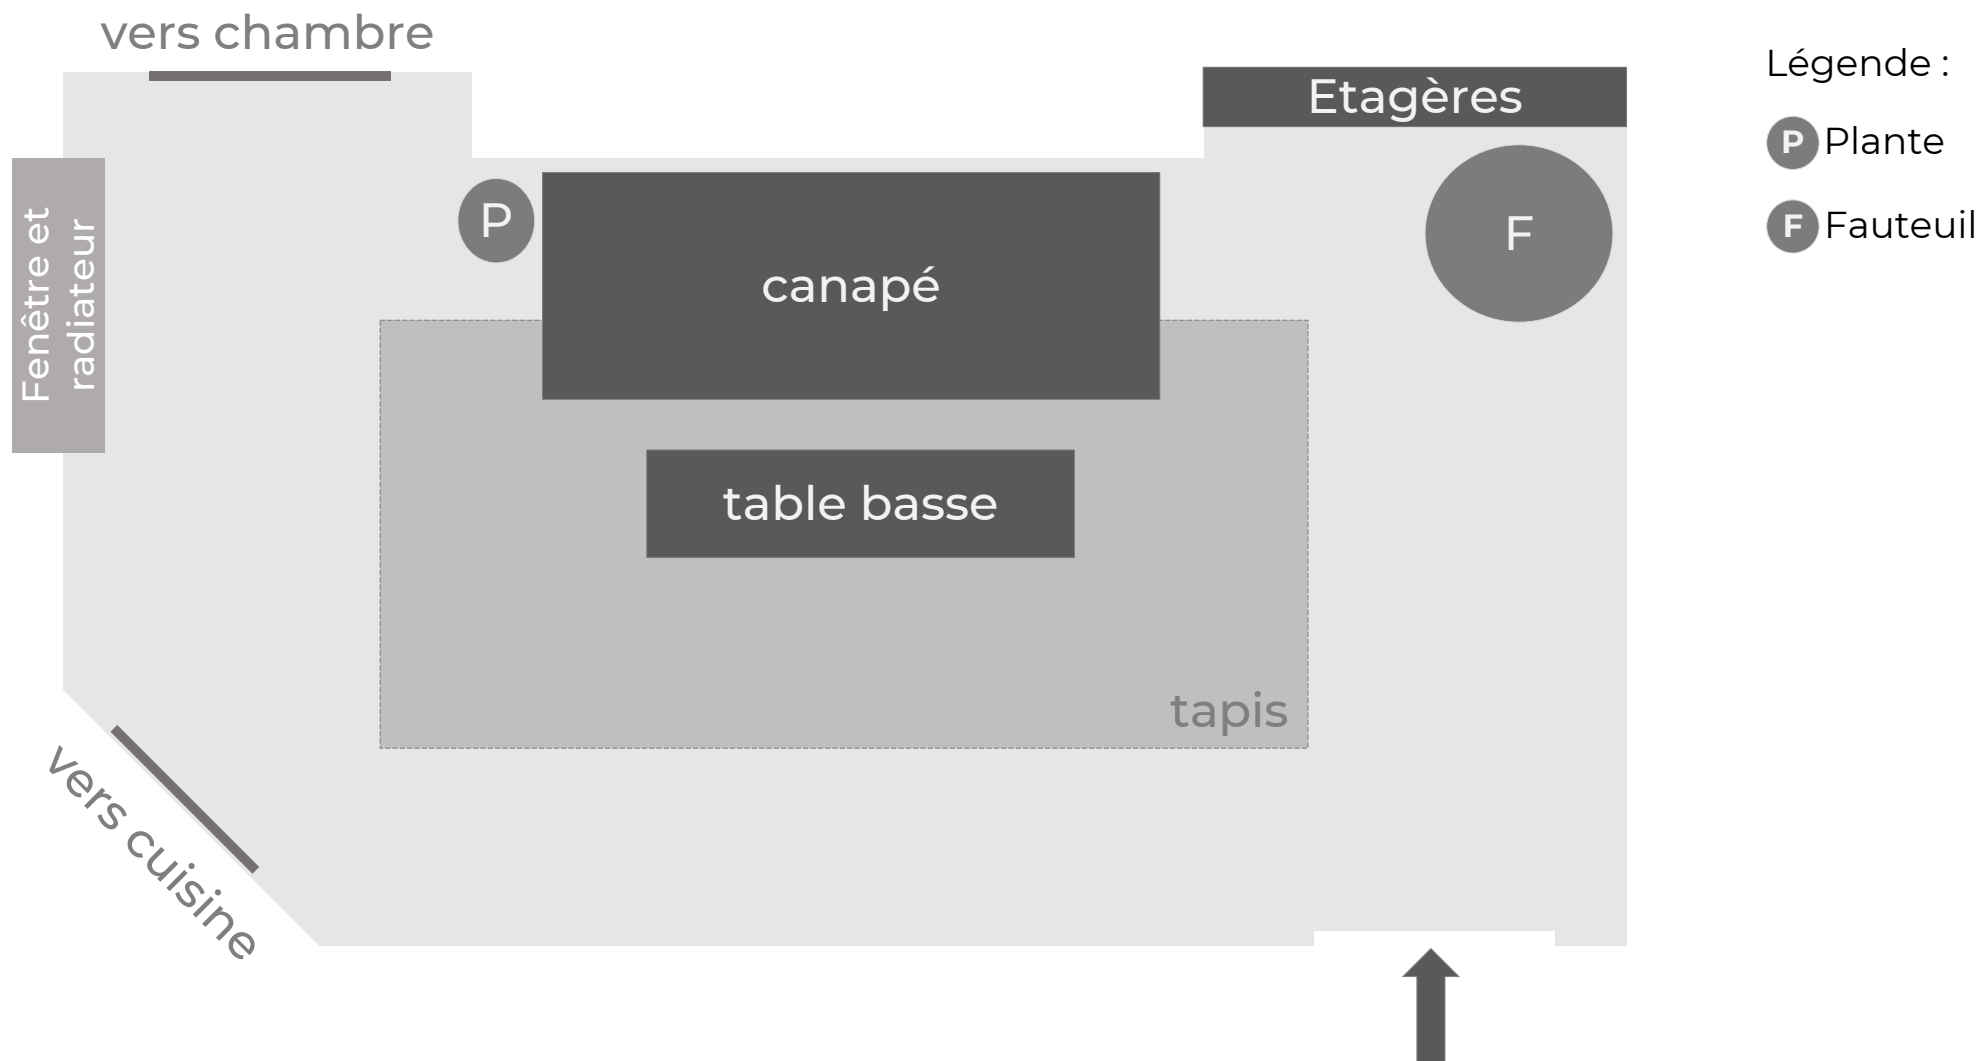 vers chambre
Etagères
Légende :
P Plante
F Fauteuil
Fenêtre et
radiateur
P
canapé
F
table basse
tapis
vers cuisine